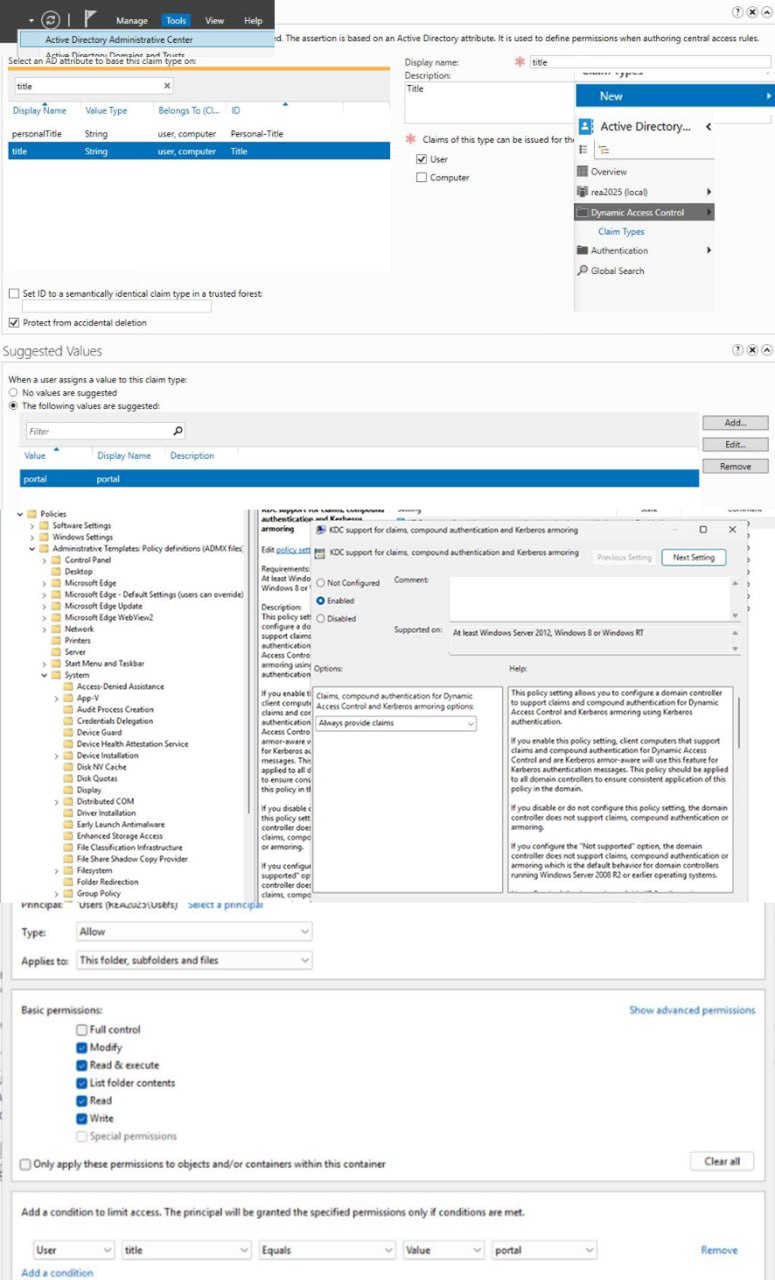 Manage Tools View Help
Active Directory Administrative Center
ed. The assertion is based on an Active Directory attribute. It is used to define permissions when authoring central access rules.
Active Directory Domains and Trusts
Select an AD attribute to base this claim type on:
title
Display Name Value Type Belongs To (Cl... ID
personalTitle String user, computer Personal-Title
title String user, computer Title
Set ID to a semantically identical claim type in a trusted forest:
Protect from accidental deletion
Display name: * title
Description:
Title
* Claims of this type can be issued for the
User
Computer
Claim Types
New
Active Directory...
Overview
rea2025 (local)
Dynamic Access Control
Claim Types
Authentication
Global Search
Suggested Values
When a user assigns a value to this claim type:
No values are suggested
The following values are suggested:
Filter
Value Display Name Description
portal portal
Add...
Edit...
Remove
Policies
Software Settings
Windows Settings
Administrative Templates: Policy definitions (ADMX files
Control Panel
Desktop
Microsoft Edge
Microsoft Edge - Default Settings (users can override)
Microsoft Edge Update
Microsoft Edge WebView2
Network
Printers
Server
Start Menu and Taskbar
System
Access-Denied Assistance
App-V
Audit Process Creation
Credentials Delegation
Device Guard
Device Health Attestation Service
Device Installation
Disk NV Cache
Disk Quotas
Display
Distributed COM
Driver Installation
Early Launch Antimalware
Enhanced Storage Access
File Classification Infrastructure
File Share Shadow Copy Provider
Filesystem
Folder Redirection
Group Policy
KDC support for claims, compound
authentication and Kerberos
armoring
Edit policy sett
Requirements:
At least Windo
Windows 8 or
Description:
This policy set
configure a do
support claims
authentication
Access Contro
armoring using
authentication
If you enable t
client compute
claims and cor
authentication
Access Contro
armor-aware w
for Kerberos au
messages. This
applied to all d
to ensure cons
this policy in th
If you disable c
this policy sett
controller does
claims, compo
or armoring.
If you configu
supported" op
controller does
claims, compo
Setting State Comment
KDC support for claims, compound authentication and Kerberos armoring
KDC support for claims, compound authentication and Kerberos armoring
Previous Setting Next Setting
Not Configured Comment:
Enabled
Disabled
Supported on: At least Windows Server 2012, Windows 8 or Windows RT
Options: Help:
Claims, compound authentication for Dynamic
Access Control and Kerberos armoring options:
Always provide claims
This policy setting allows you to configure a domain controller
to support claims and compound authentication for Dynamic
Access Control and Kerberos armoring using Kerberos
authentication.
If you enable this policy setting, client computers that support
claims and compound authentication for Dynamic Access
Control and are Kerberos armor-aware will use this feature for
Kerberos authentication messages. This policy should be applied
to all domain controllers to ensure consistent application of this
policy in the domain.
If you disable or do not configure this policy setting, the domain
controller does not support claims, compound authentication or
armoring.
If you configure the "Not supported" option, the domain
controller does not support claims, compound authentication or
armoring which is the default behavior for domain controllers
running Windows Server 2008 R2 or earlier operating systems.
Principal: Users (REA2025\Users) Select a principal
Type: Allow
Applies to: This folder, subfolders and files
Basic permissions: Show advanced permissions
Full control
Modify
Read & execute
List folder contents
Read
Write
Special permissions
Only apply these permissions to objects and/or containers within this container
Clear all
Add a condition to limit access. The principal will be granted the specified permissions only if conditions are met.
User title Equals Value portal Remove
Add a condition